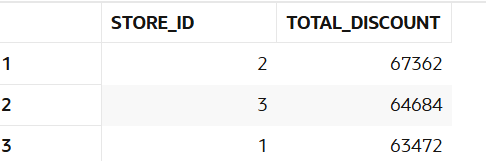 STORE_ID TOTAL_DISCOUNT
1 2 67362
2 3 64684
3 1 63472